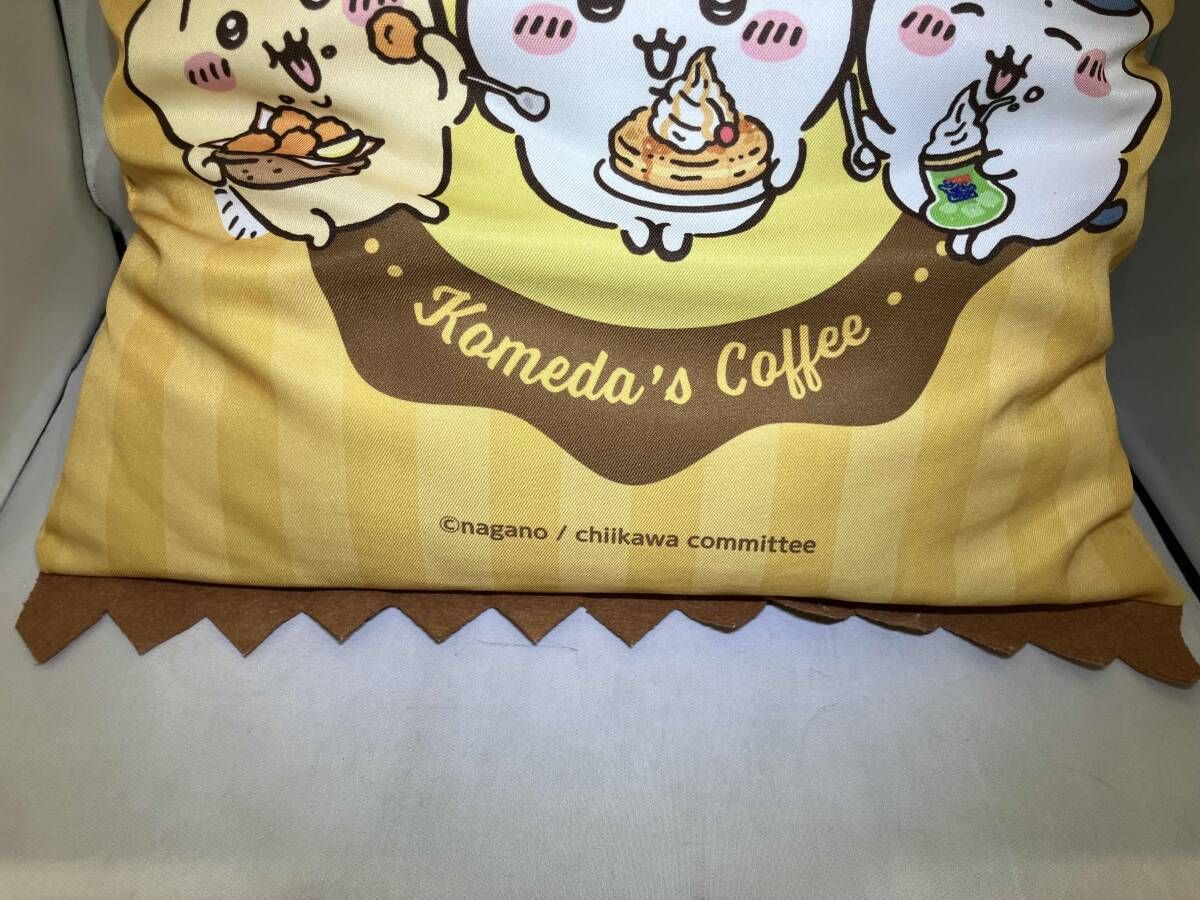 Komeda's Coffee
©nagano / chiikawa committee